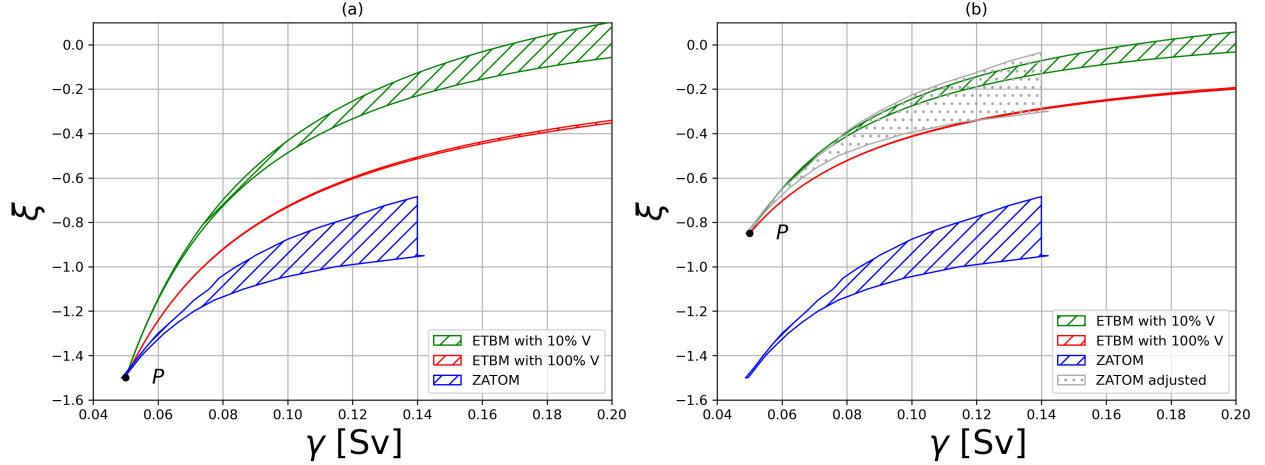 (a)
0.0
−0.2
−0.4
−0.6
−0.8
−1.0
−1.2
−1.4
−1.6
ξ
P
ETBM with 10% V
ETBM with 100% V
ZATOM
0.04 0.06 0.08 0.10 0.12 0.14 0.16 0.18 0.20
γ [Sv]
(b)
0.0
−0.2
−0.4
−0.6
−0.8
−1.0
−1.2
−1.4
−1.6
ξ
P
ETBM with 10% V
ETBM with 100% V
ZATOM
ZATOM adjusted
0.04 0.06 0.08 0.10 0.12 0.14 0.16 0.18 0.20
γ [Sv]